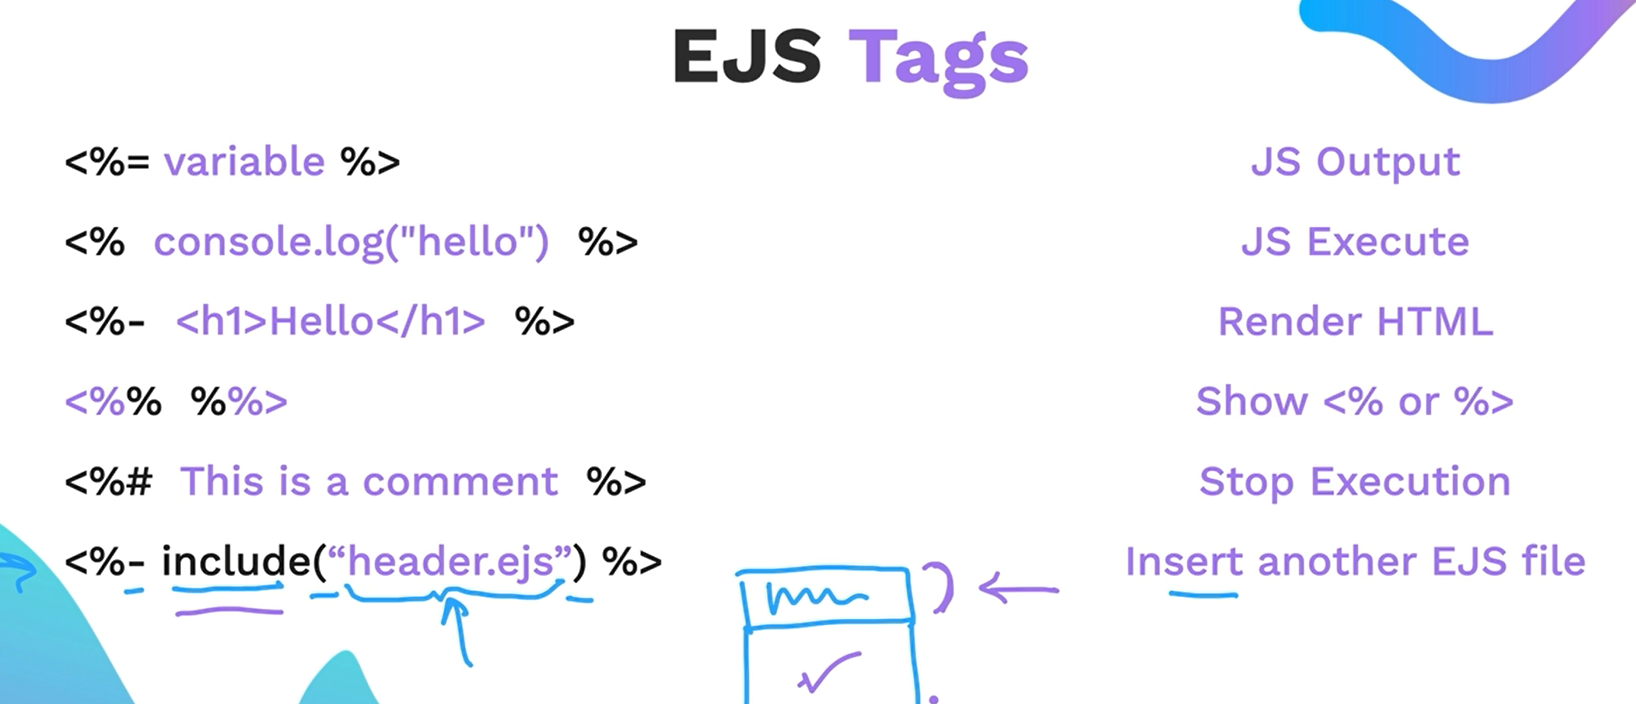 EJS Tags
<%= variable %> JS Output
<% console.log("hello") %> JS Execute
<%- <h1>Hello</h1> %> Render HTML
<%% %%> Show <% or %>
<%# This is a comment %> Stop Execution
<%- include(“header.ejs”) %> Insert another EJS file